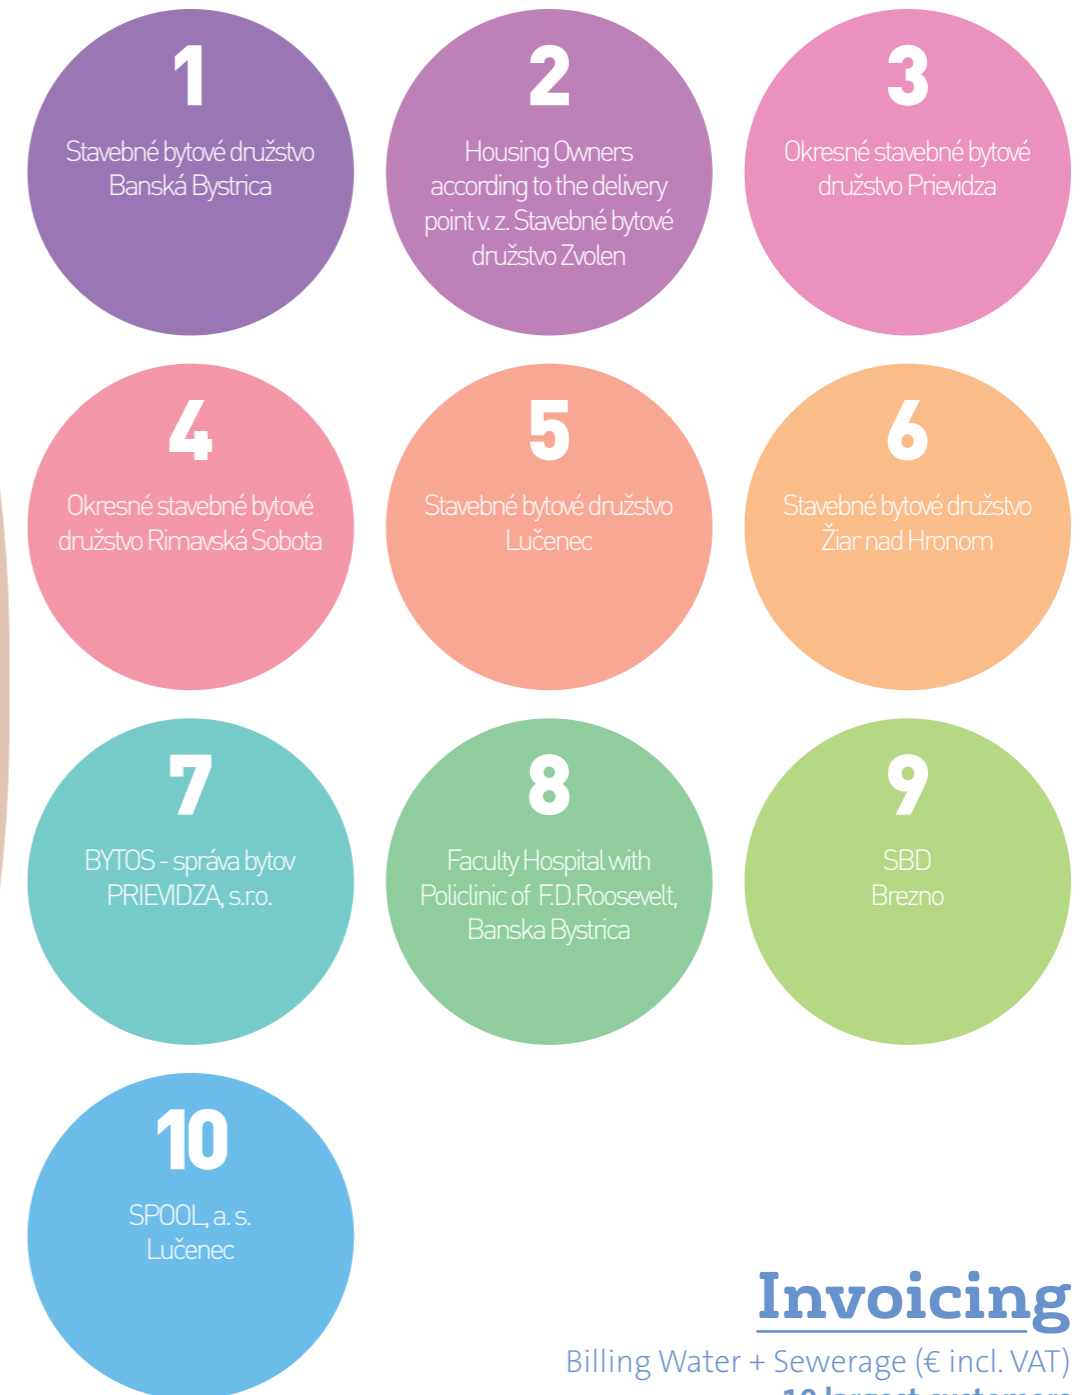 1
Stavebné bytové družstvo
Banská Bystrica
2
Housing Owners
according to the delivery
point v. z. Stavebné bytové
družstvo Zvolen
3
Okresné stavebné bytové
družstvo Prievidza
4
Okresné stavebné bytové
družstvo Rimavská Sobota
5
Stavebné bytové družstvo
Lučenec
6
Stavebné bytové družstvo
Žiar nad Hronom
7
BYTOS - správa bytov
PRIEVIDZA, s.r.o.
8
Faculty Hospital with
Policlinic of F.D.Roosevelt,
Banska Bystrica
9
SBD
Brezno
10
SPOOL, a. s.
Lučenec
Invoicing
Billing Water + Sewerage (€ incl. VAT)
10 largest customers